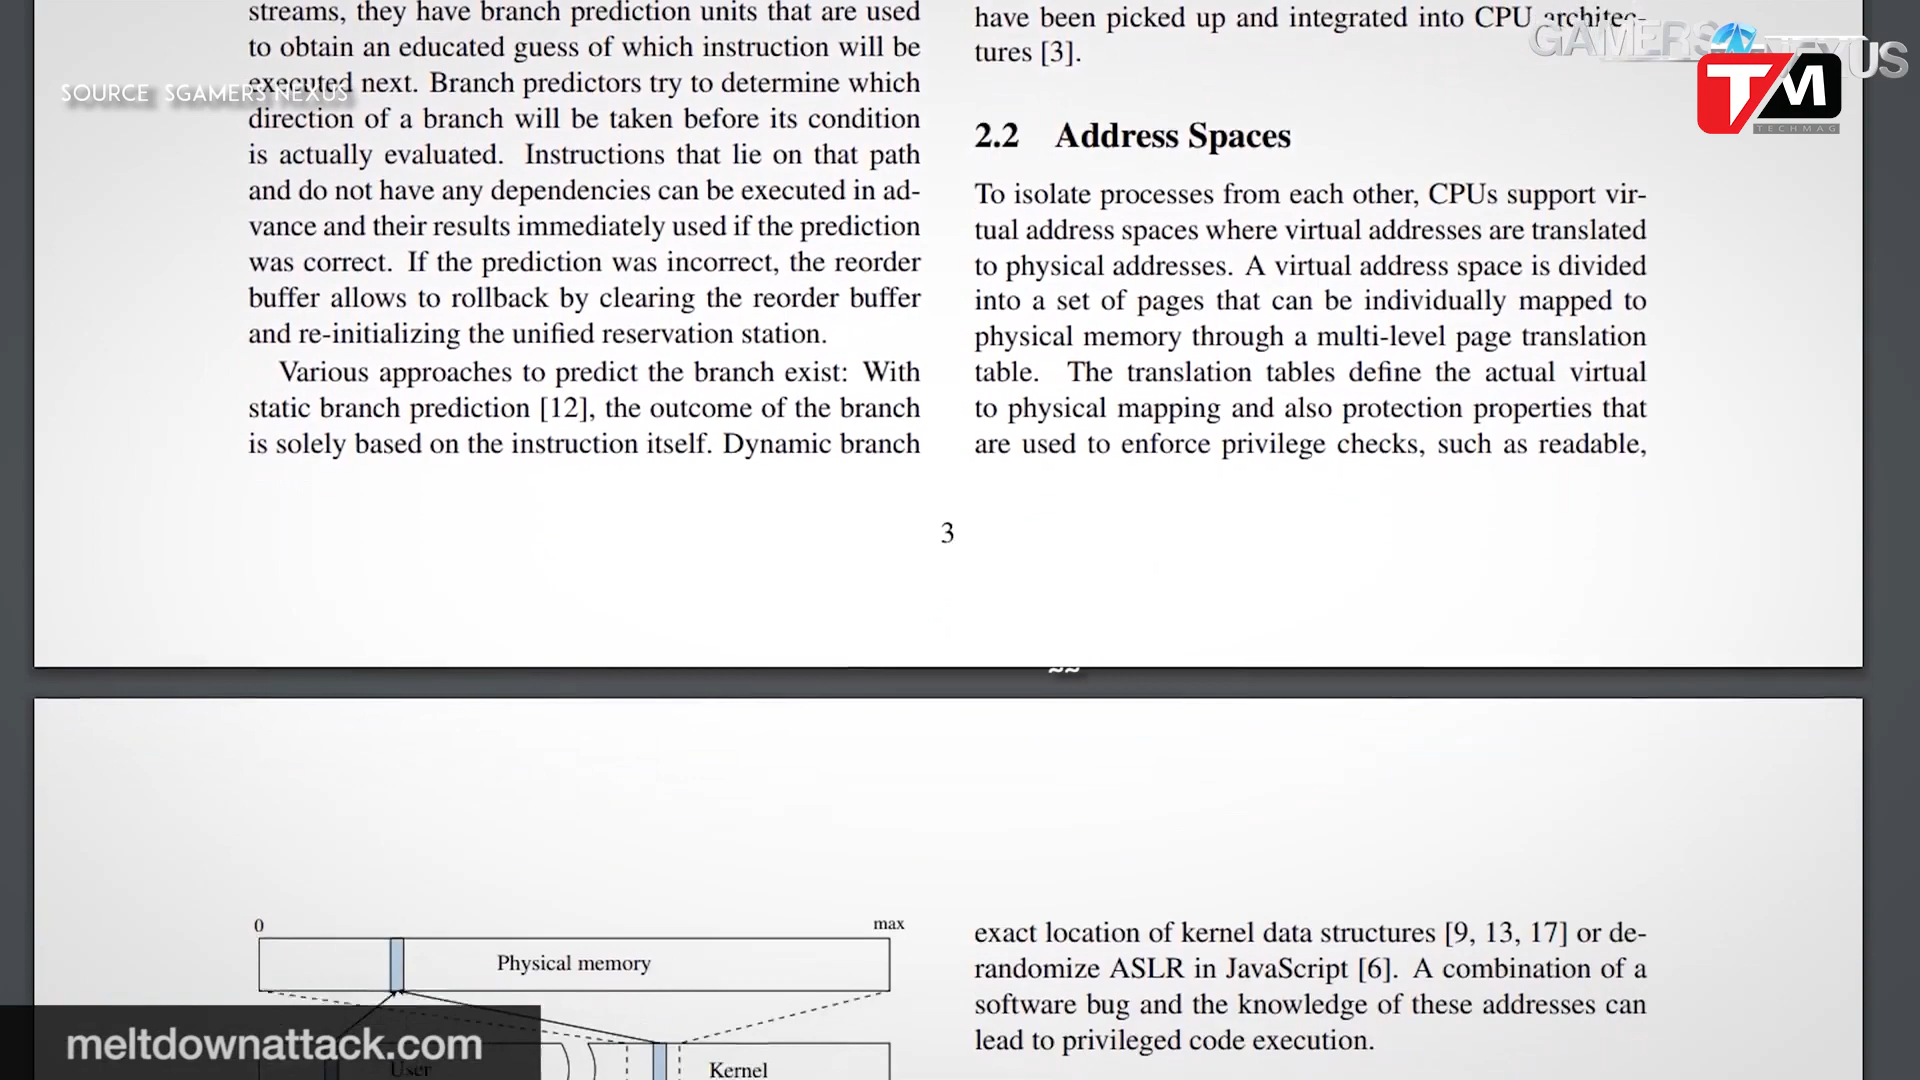 streams, they have branch prediction units that are used
to obtain an educated guess of which instruction will be
executed next. Branch predictors try to determine which
direction of a branch will be taken before its condition
is actually evaluated. Instructions that lie on that path
and do not have any dependencies can be executed in ad-
vance and their results immediately used if the prediction
was correct. If the prediction was incorrect, the reorder
buffer allows to rollback by clearing the reorder buffer
and re-initializing the unified reservation station.
Various approaches to predict the branch exist: With
static branch prediction [12], the outcome of the branch
is solely based on the instruction itself. Dynamic branch
have been picked up and integrated into CPU architec-
tures [3].
2.2 Address Spaces
To isolate processes from each other, CPUs support vir-
tual address spaces where virtual addresses are translated
to physical addresses. A virtual address space is divided
into a set of pages that can be individually mapped to
physical memory through a multi-level page translation
table. The translation tables define the actual virtual
to physical mapping and also protection properties that
are used to enforce privilege checks, such as readable,
3
0
max
Physical memory
User
Kernel
exact location of kernel data structures [9, 13, 17] or de-
randomize ASLR in JavaScript [6]. A combination of a
software bug and the knowledge of these addresses can
lead to privileged code execution.
SOURCE SGAMERS NEXUS
GAMERS NEXUS
TM
TECHMAG
meltdownattack.com